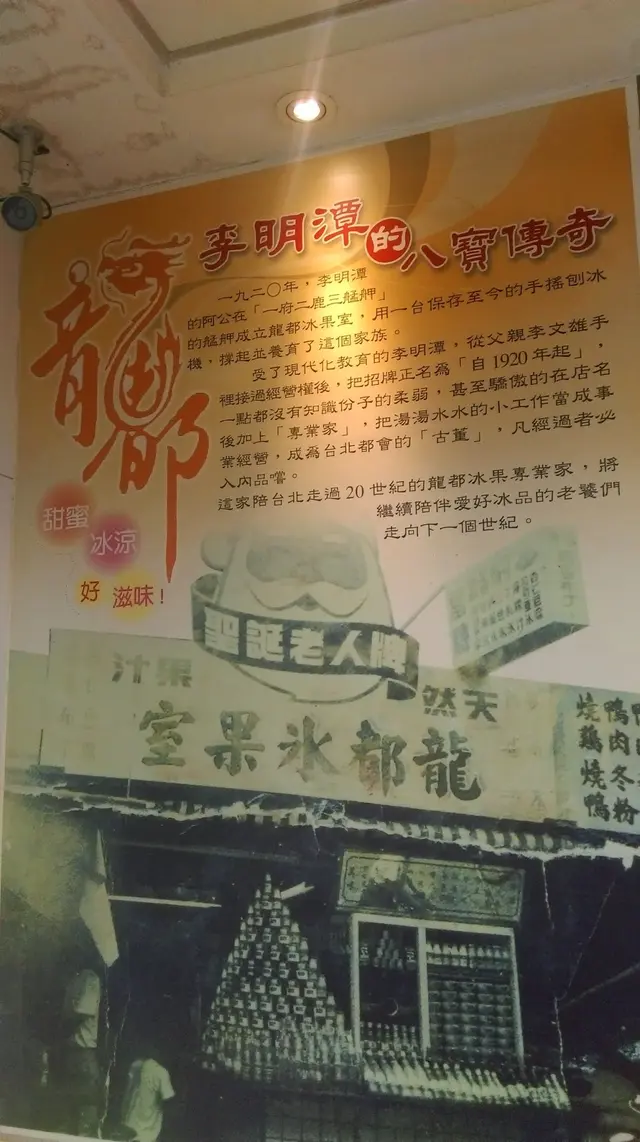 李明潭的八寶傳奇
龍都
一九二〇年，李明潭
的阿公在「一府二鹿三艋舺」
的艋舺成立龍都冰果室，用一台保存至今的手搖刨冰
機，撐起並養育了這個家族。
受了現代化教育的李明潭，從父親李文雄手
裡接過經營權後，把招牌正名為「自1920年起」，
一點都沒有知識份子的柔弱，甚至驕傲的在店名
後加上「專業家」，把湯湯水水的小工作當成事
業經營，成為台北都會的「古董」，凡經過者必
入內品嚐。
這家陪台北走過20世紀的龍都冰果專業家，將
繼續陪伴愛好冰品的老饕們
走向下一個世紀。
甜蜜
冰涼
好 滋味！
聖誕老人牌
汁果
然天
室果氷都龍
燒鴨
鷄肉
燒冬
鴨粉